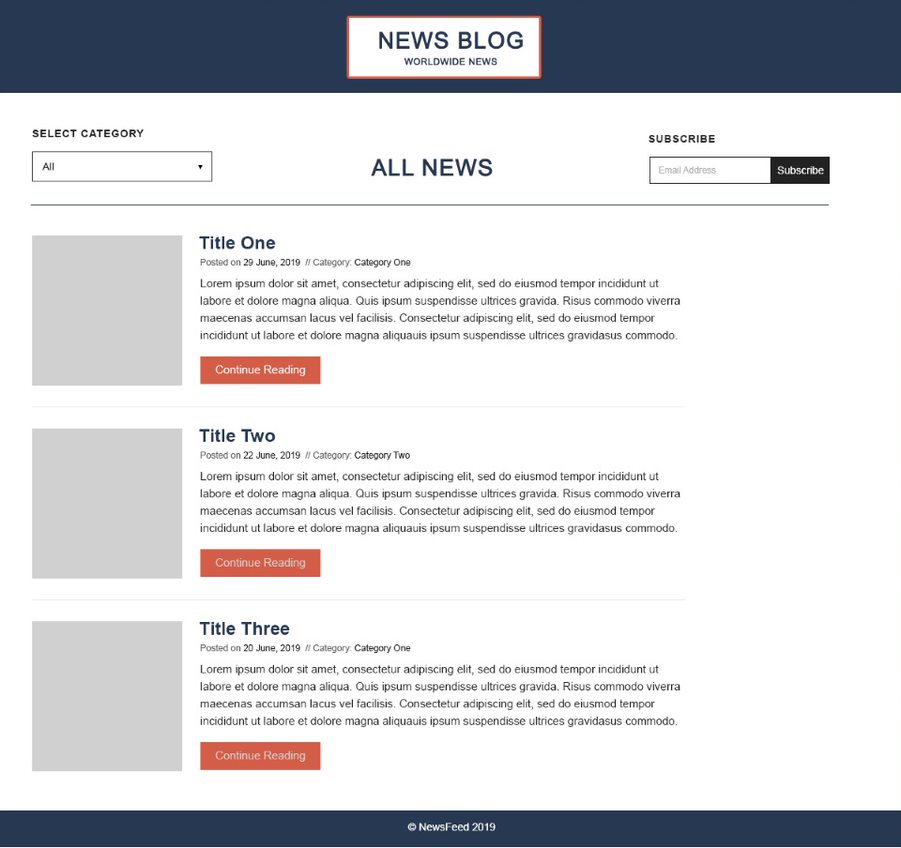 NEWS BLOG
WORLDWIDE NEWS
SELECT CATEGORY
All
ALL NEWS
SUBSCRIBE
Email Address
Subscribe
Title One
Posted on 29 June, 2019 // Category: Category One
Lorem ipsum dolor sit amet, consectetur adipiscing elit, sed do eiusmod tempor incididunt ut
labore et dolore magna aliqua. Quis ipsum suspendisse ultrices gravida. Risus commodo viverra
maecenas accumsan lacus vel facilisis. Consectetur adipiscing elit, sed do eiusmod tempor
incididunt ut labore et dolore magna aliquauis ipsum suspendisse ultrices gravidasus commodo.
Continue Reading
Title Two
Posted on 22 June, 2019 // Category: Category Two
Lorem ipsum dolor sit amet, consectetur adipiscing elit, sed do eiusmod tempor incididunt ut
labore et dolore magna aliqua. Quis ipsum suspendisse ultrices gravida. Risus commodo viverra
maecenas accumsan lacus vel facilisis. Consectetur adipiscing elit, sed do eiusmod tempor
incididunt ut labore et dolore magna aliquauis ipsum suspendisse ultrices gravidasus commodo.
Continue Reading
Title Three
Posted on 20 June, 2019 // Category: Category One
Lorem ipsum dolor sit amet, consectetur adipiscing elit, sed do eiusmod tempor incididunt ut
labore et dolore magna aliqua. Quis ipsum suspendisse ultrices gravida. Risus commodo viverra
maecenas accumsan lacus vel facilisis. Consectetur adipiscing elit, sed do eiusmod tempor
incididunt ut labore et dolore magna aliquauis ipsum suspendisse ultrices gravidasus commodo.
Continue Reading
© NewsFeed 2019